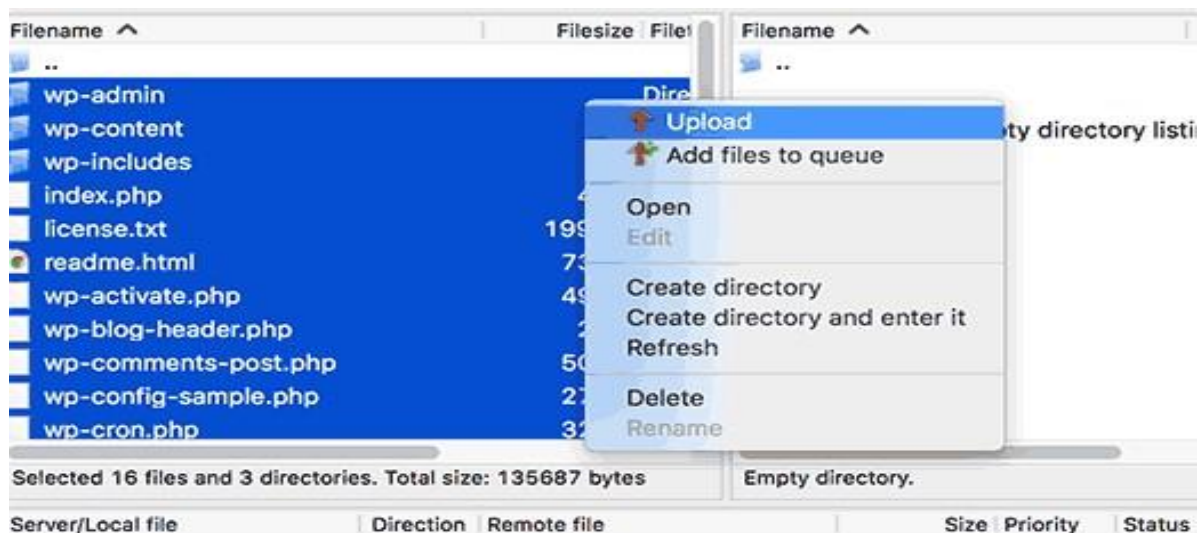 Filename Filesize
..
wp-admin
wp-content
wp-includes
index.php
license.txt 199
readme.html
wp-activate.php
wp-blog-header.php
wp-comments-post.php
wp-config-sample.php
wp-cron.php
Selected 16 files and 3 directories. Total size: 135687 bytes
Upload
Add files to queue
Open
Edit
Create directory
Create directory and enter it
Refresh
Delete
Rename
Filename
..
directory
Empty directory.
Server/Local file Direction Remote file Size Priority Status